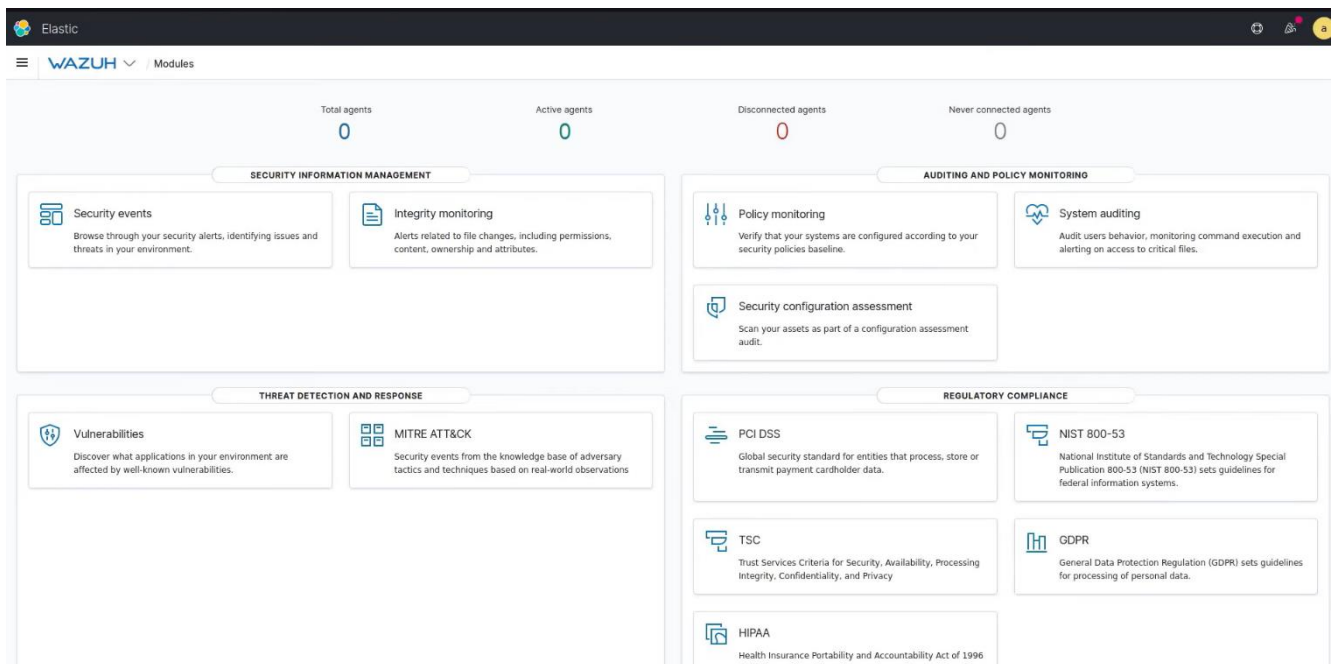 Elastic
a
WAZUH / Modules
Total agents
0
Active agents
0
Disconnected agents
0
Never connected agents
0
SECURITY INFORMATION MANAGEMENT
Security events
Browse through your security alerts, identifying issues and
threats in your environment.
Integrity monitoring
Alerts related to file changes, including permissions,
content, ownership and attributes.
AUDITING AND POLICY MONITORING
Policy monitoring
Verify that your systems are configured according to your
security policies baseline.
System auditing
Audit users behavior, monitoring command execution and
alerting on access to critical files.
Security configuration assessment
Scan your assets as part of a configuration assessment
audit.
THREAT DETECTION AND RESPONSE
Vulnerabilities
Discover what applications in your environment are
affected by well-known vulnerabilities.
MITRE ATT&CK
Security events from the knowledge base of adversary
tactics and techniques based on real-world observations
REGULATORY COMPLIANCE
PCI DSS
Global security standard for entities that process, store or
transmit payment cardholder data.
NIST 800-53
National Institute of Standards and Technology Special
Publication 800-53 (NIST 800-53) sets guidelines for
federal information systems.
TSC
Trust Services Criteria for Security, Availability, Processing
Integrity, Confidentiality, and Privacy
GDPR
General Data Protection Regulation (GDPR) sets guidelines
for processing of personal data.
HIPAA
Health Insurance Portability and Accountability Act of 1996